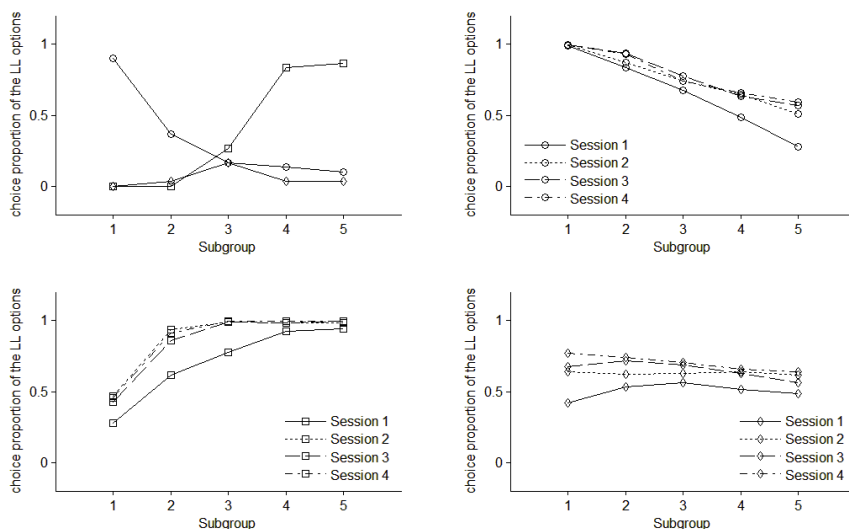 choice proportion of the LL options
1
0.5
0
1 2 3 4 5
Subgroup
choice proportion of the LL options
1
0.5
0
Session 1
Session 2
Session 3
Session 4
1 2 3 4 5
Subgroup
choice proportion of the LL options
1
0.5
0
Session 1
Session 2
Session 3
Session 4
1 2 3 4 5
Subgroup
choice proportion of the LL options
1
0.5
0
Session 1
Session 2
Session 3
Session 4
1 2 3 4 5
Subgroup